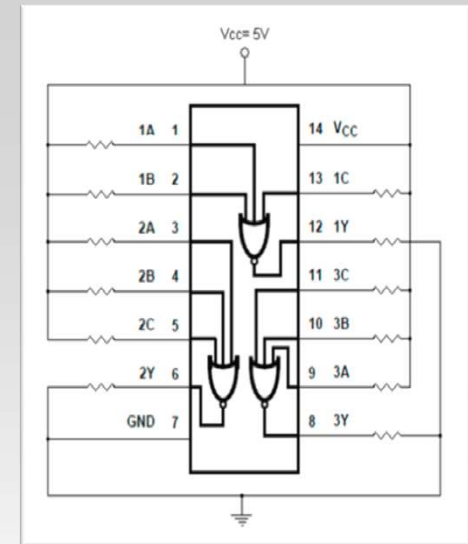 Vcc= 5V
1A 1 14 VCC
1B 2 13 1C
2A 3 12 1Y
2B 4 11 3C
2C 5 10 3B
2Y 6 9 3A
GND 7 8 3Y